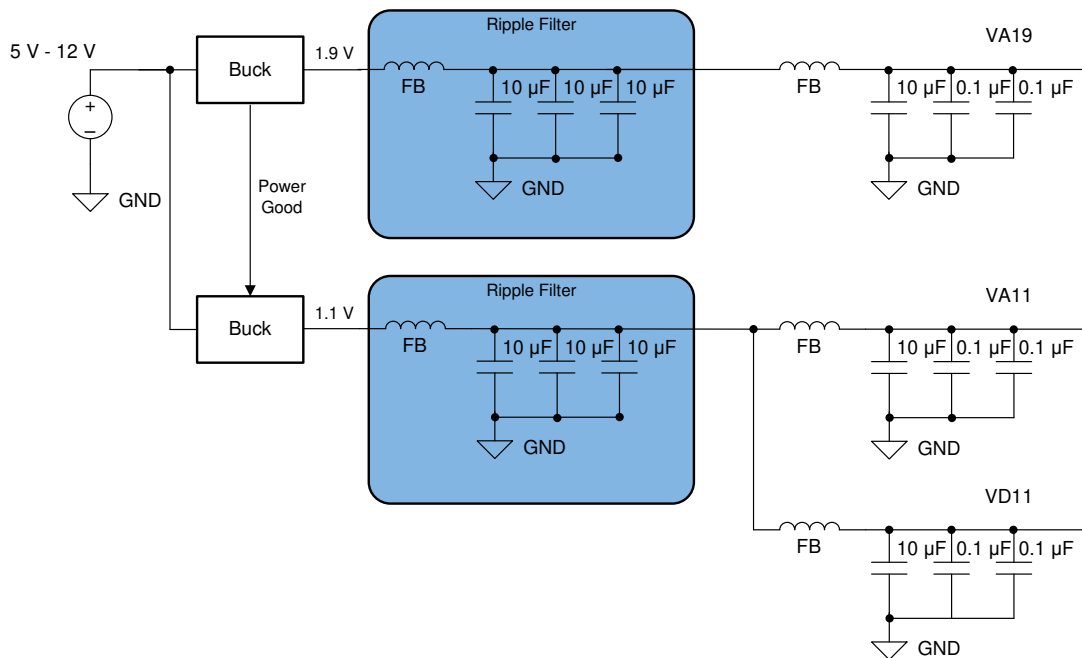 Ripple Filter
5 V - 12 V
1.9 V
VA19
Buck
FB
10 µF 10 µF 10 µF
FB
10 µF 0.1 µF 0.1 µF
+
−
GND
GND
GND
Power
Good
Ripple Filter
1.1 V
VA11
Buck
FB
10 µF 10 µF 10 µF
FB
10 µF 0.1 µF 0.1 µF
GND
GND
VD11
FB
10 µF 0.1 µF 0.1 µF
GND